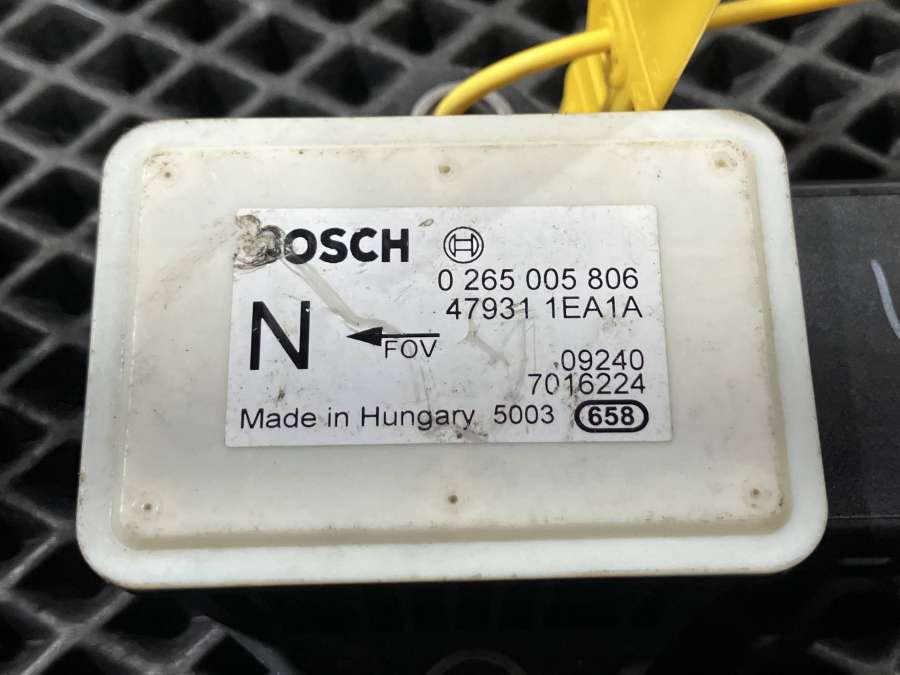 BOSCH
0 265 005 806
47931 1EA1A
N
FOV
09240
7016224
Made in Hungary 5003 658